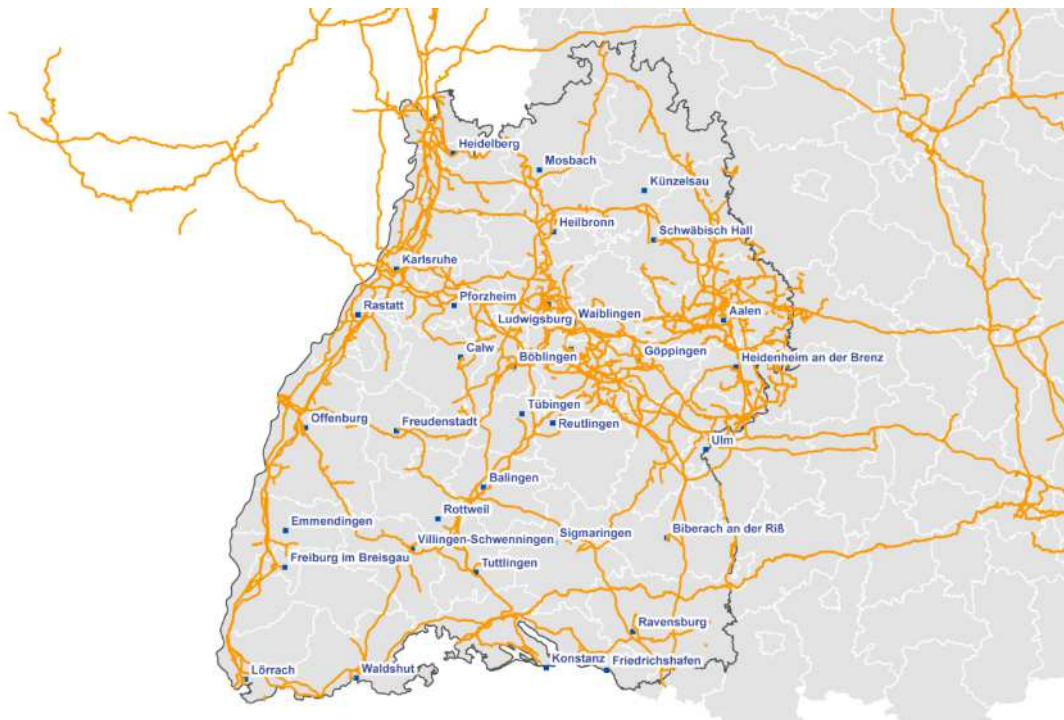 Heidelberg
Mosbach
Künzelsau
Heilbronn
Schwäbisch Hall
Karlsruhe
Pforzheim
Rastatt
Waiblingen
Ludwigsburg
Aalen
Calw
Böblingen
Göppingen
Heidenheim an der Brenz
Tübingen
Offenburg
Freudenstadt
Reutlingen
Ulm
Balingen
Rottweil
Emmendingen
Sigmaringen
Biberach an der Riß
Villingen-Schwenningen
Freiburg im Breisgau
Tuttlingen
Ravensburg
Lörrach
Waldshut
Konstanz
Friedrichshafen